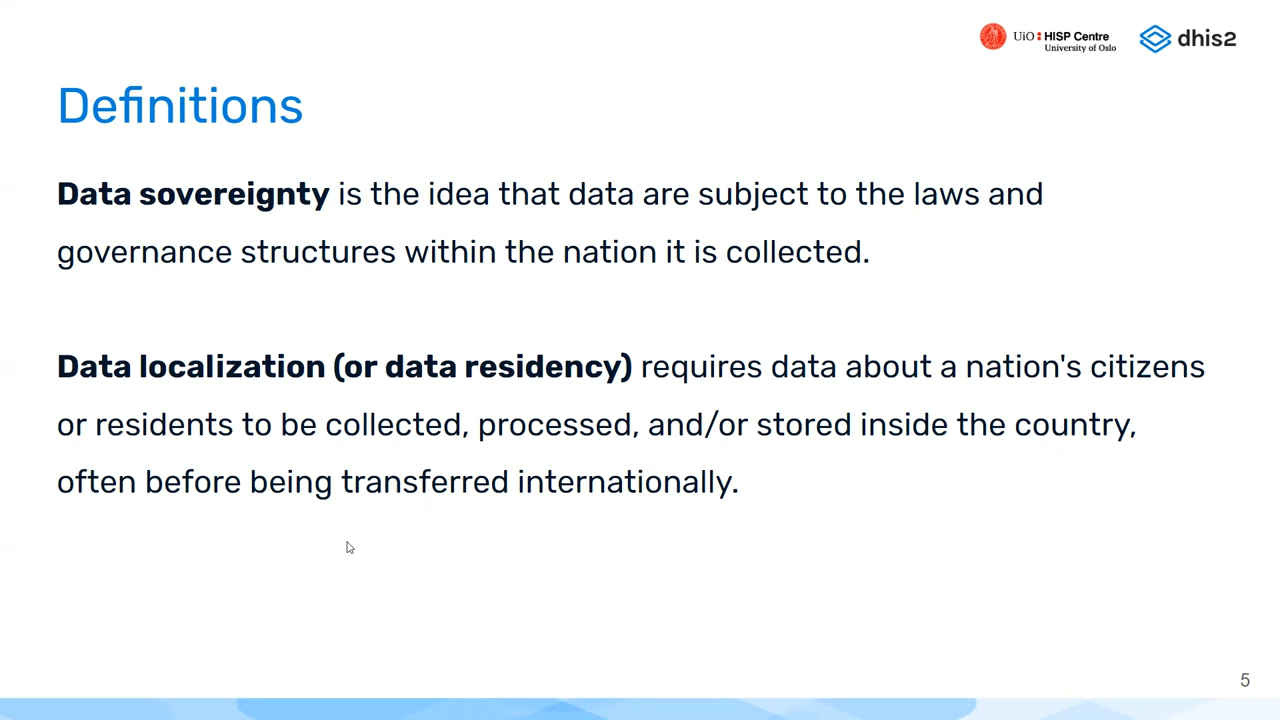 UiO: HISP Centre
University of Oslo
dhis2
Definitions
Data sovereignty is the idea that data are subject to the laws and
governance structures within the nation it is collected.
Data localization (or data residency) requires data about a nation's citizens
or residents to be collected, processed, and/or stored inside the country,
often before being transferred internationally.
5